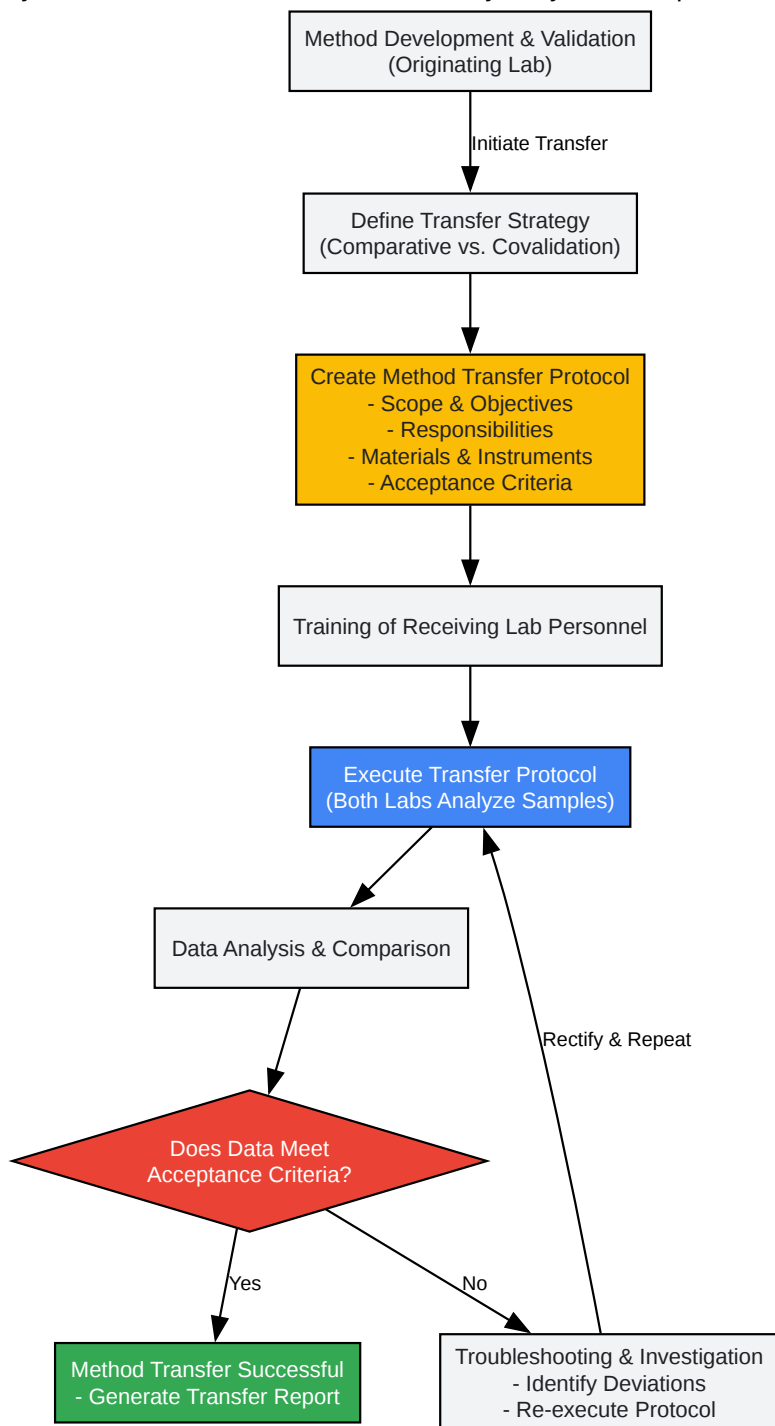 Method Development & Validation
(Originating Lab)
Initiate Transfer
Define Transfer Strategy
(Comparative vs. Covalidation)
Create Method Transfer Protocol
- Scope & Objectives
- Responsibilities
- Materials & Instruments
- Acceptance Criteria
Training of Receiving Lab Personnel
Execute Transfer Protocol
(Both Labs Analyze Samples)
Data Analysis & Comparison
Rectify & Repeat
Does Data Meet
Acceptance Criteria?
Yes
No
Method Transfer Successful
- Generate Transfer Report
Troubleshooting & Investigation
- Identify Deviations
- Re-execute Protocol